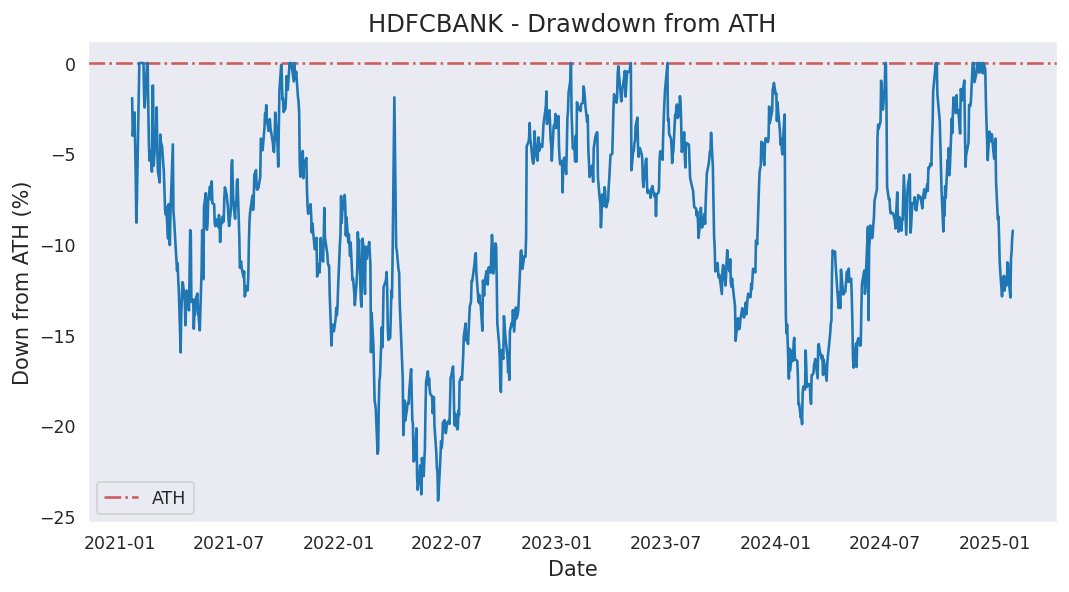 HDFCBANK - Drawdown from ATH
Down from ATH (%)
0
−5
−10
−15
−20
−25
ATH
2021-01 2021-07 2022-01 2022-07 2023-01 2023-07 2024-01 2024-07 2025-01
Date